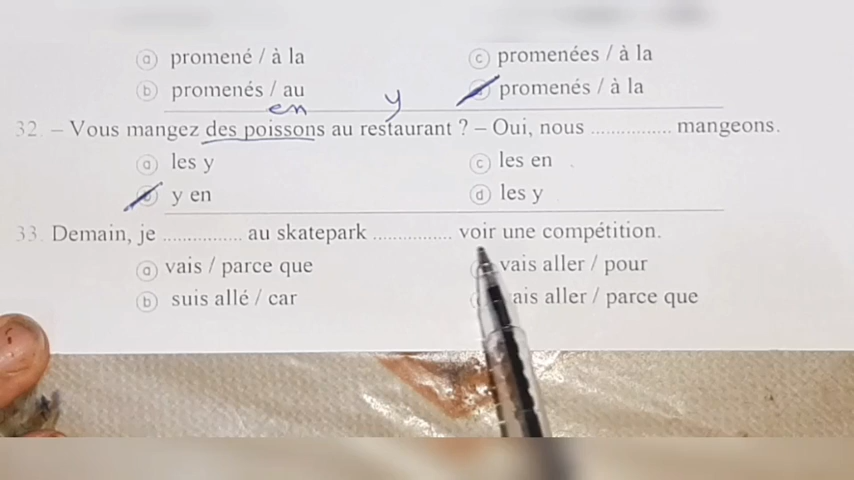 ⓐ promené / à la ⓒ promenées / à la
ⓑ promenés / au promenés / à la
en y
32. – Vous mangez des poissons au restaurant ? – Oui, nous ................ mangeons.
ⓐ les y ⓒ les en
y en ⓓ les y
33. Demain, je ................ au skatepark ................ voir une compétition.
ⓐ vais / parce que vais aller / pour
ⓑ suis allé / car ais aller / parce que